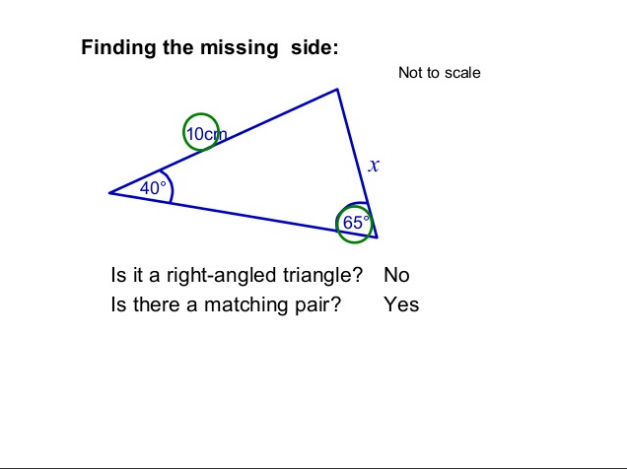 Finding the missing side:
Not to scale
10cm
x
40°
65°
Is it a right-angled triangle? No
Is there a matching pair? Yes